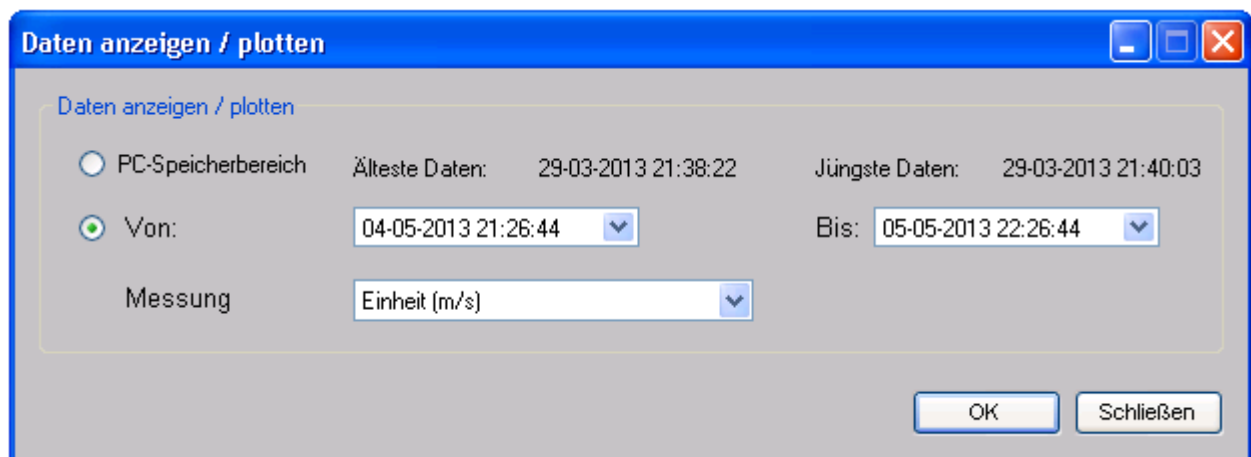 Daten anzeigen / plotten
Daten anzeigen / plotten
PC-Speicherbereich Älteste Daten: 29-03-2013 21:38:22 Jüngste Daten: 29-03-2013 21:40:03
Von: 04-05-2013 21:26:44 Bis: 05-05-2013 22:26:44
Messung Einheit (m/s)
OK Schließen